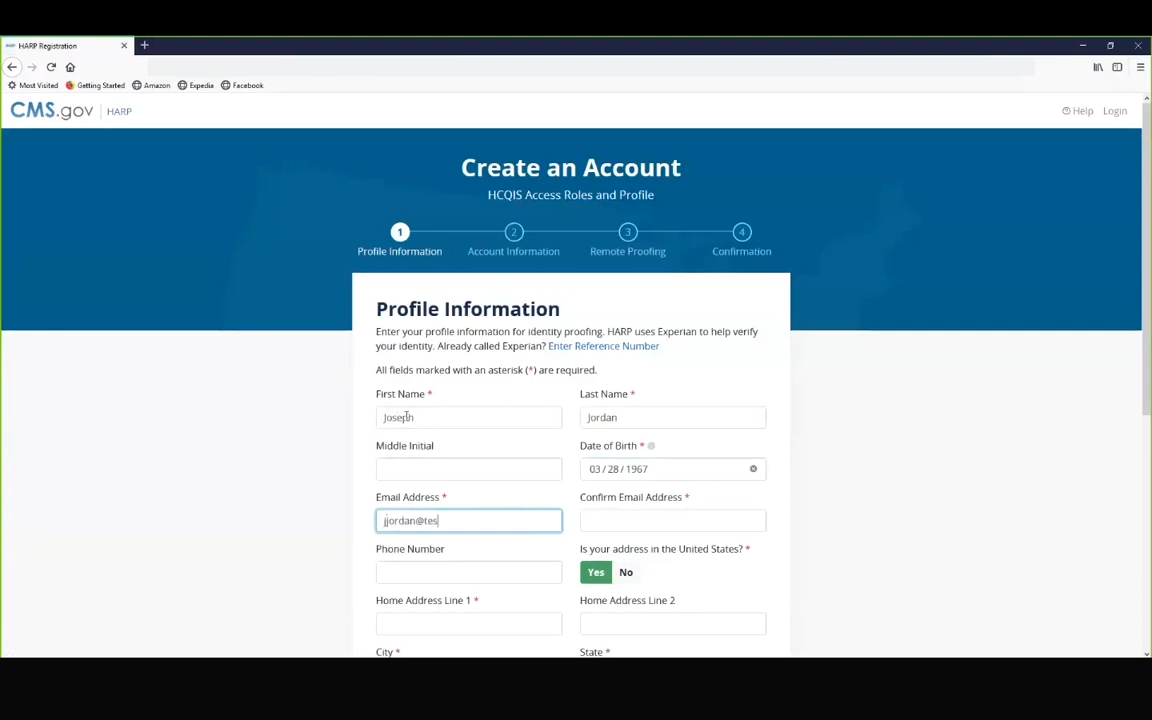 HARP Registration
Most Visited Getting Started Amazon Expedia Facebook
CMS.gov HARP Help Login
Create an Account
HCQIS Access Roles and Profile
1 2 3 4
Profile Information Account Information Remote Proofing Confirmation
Profile Information
Enter your profile information for identity proofing. HARP uses Experian to help verify
your identity. Already called Experian? Enter Reference Number
All fields marked with an asterisk (*) are required.
First Name * Last Name *
Joseph Jordan
Middle Initial Date of Birth *
03 / 28 / 1967
Email Address * Confirm Email Address *
jjordan@tes
Phone Number Is your address in the United States? *
Yes No
Home Address Line 1 * Home Address Line 2
City * State *